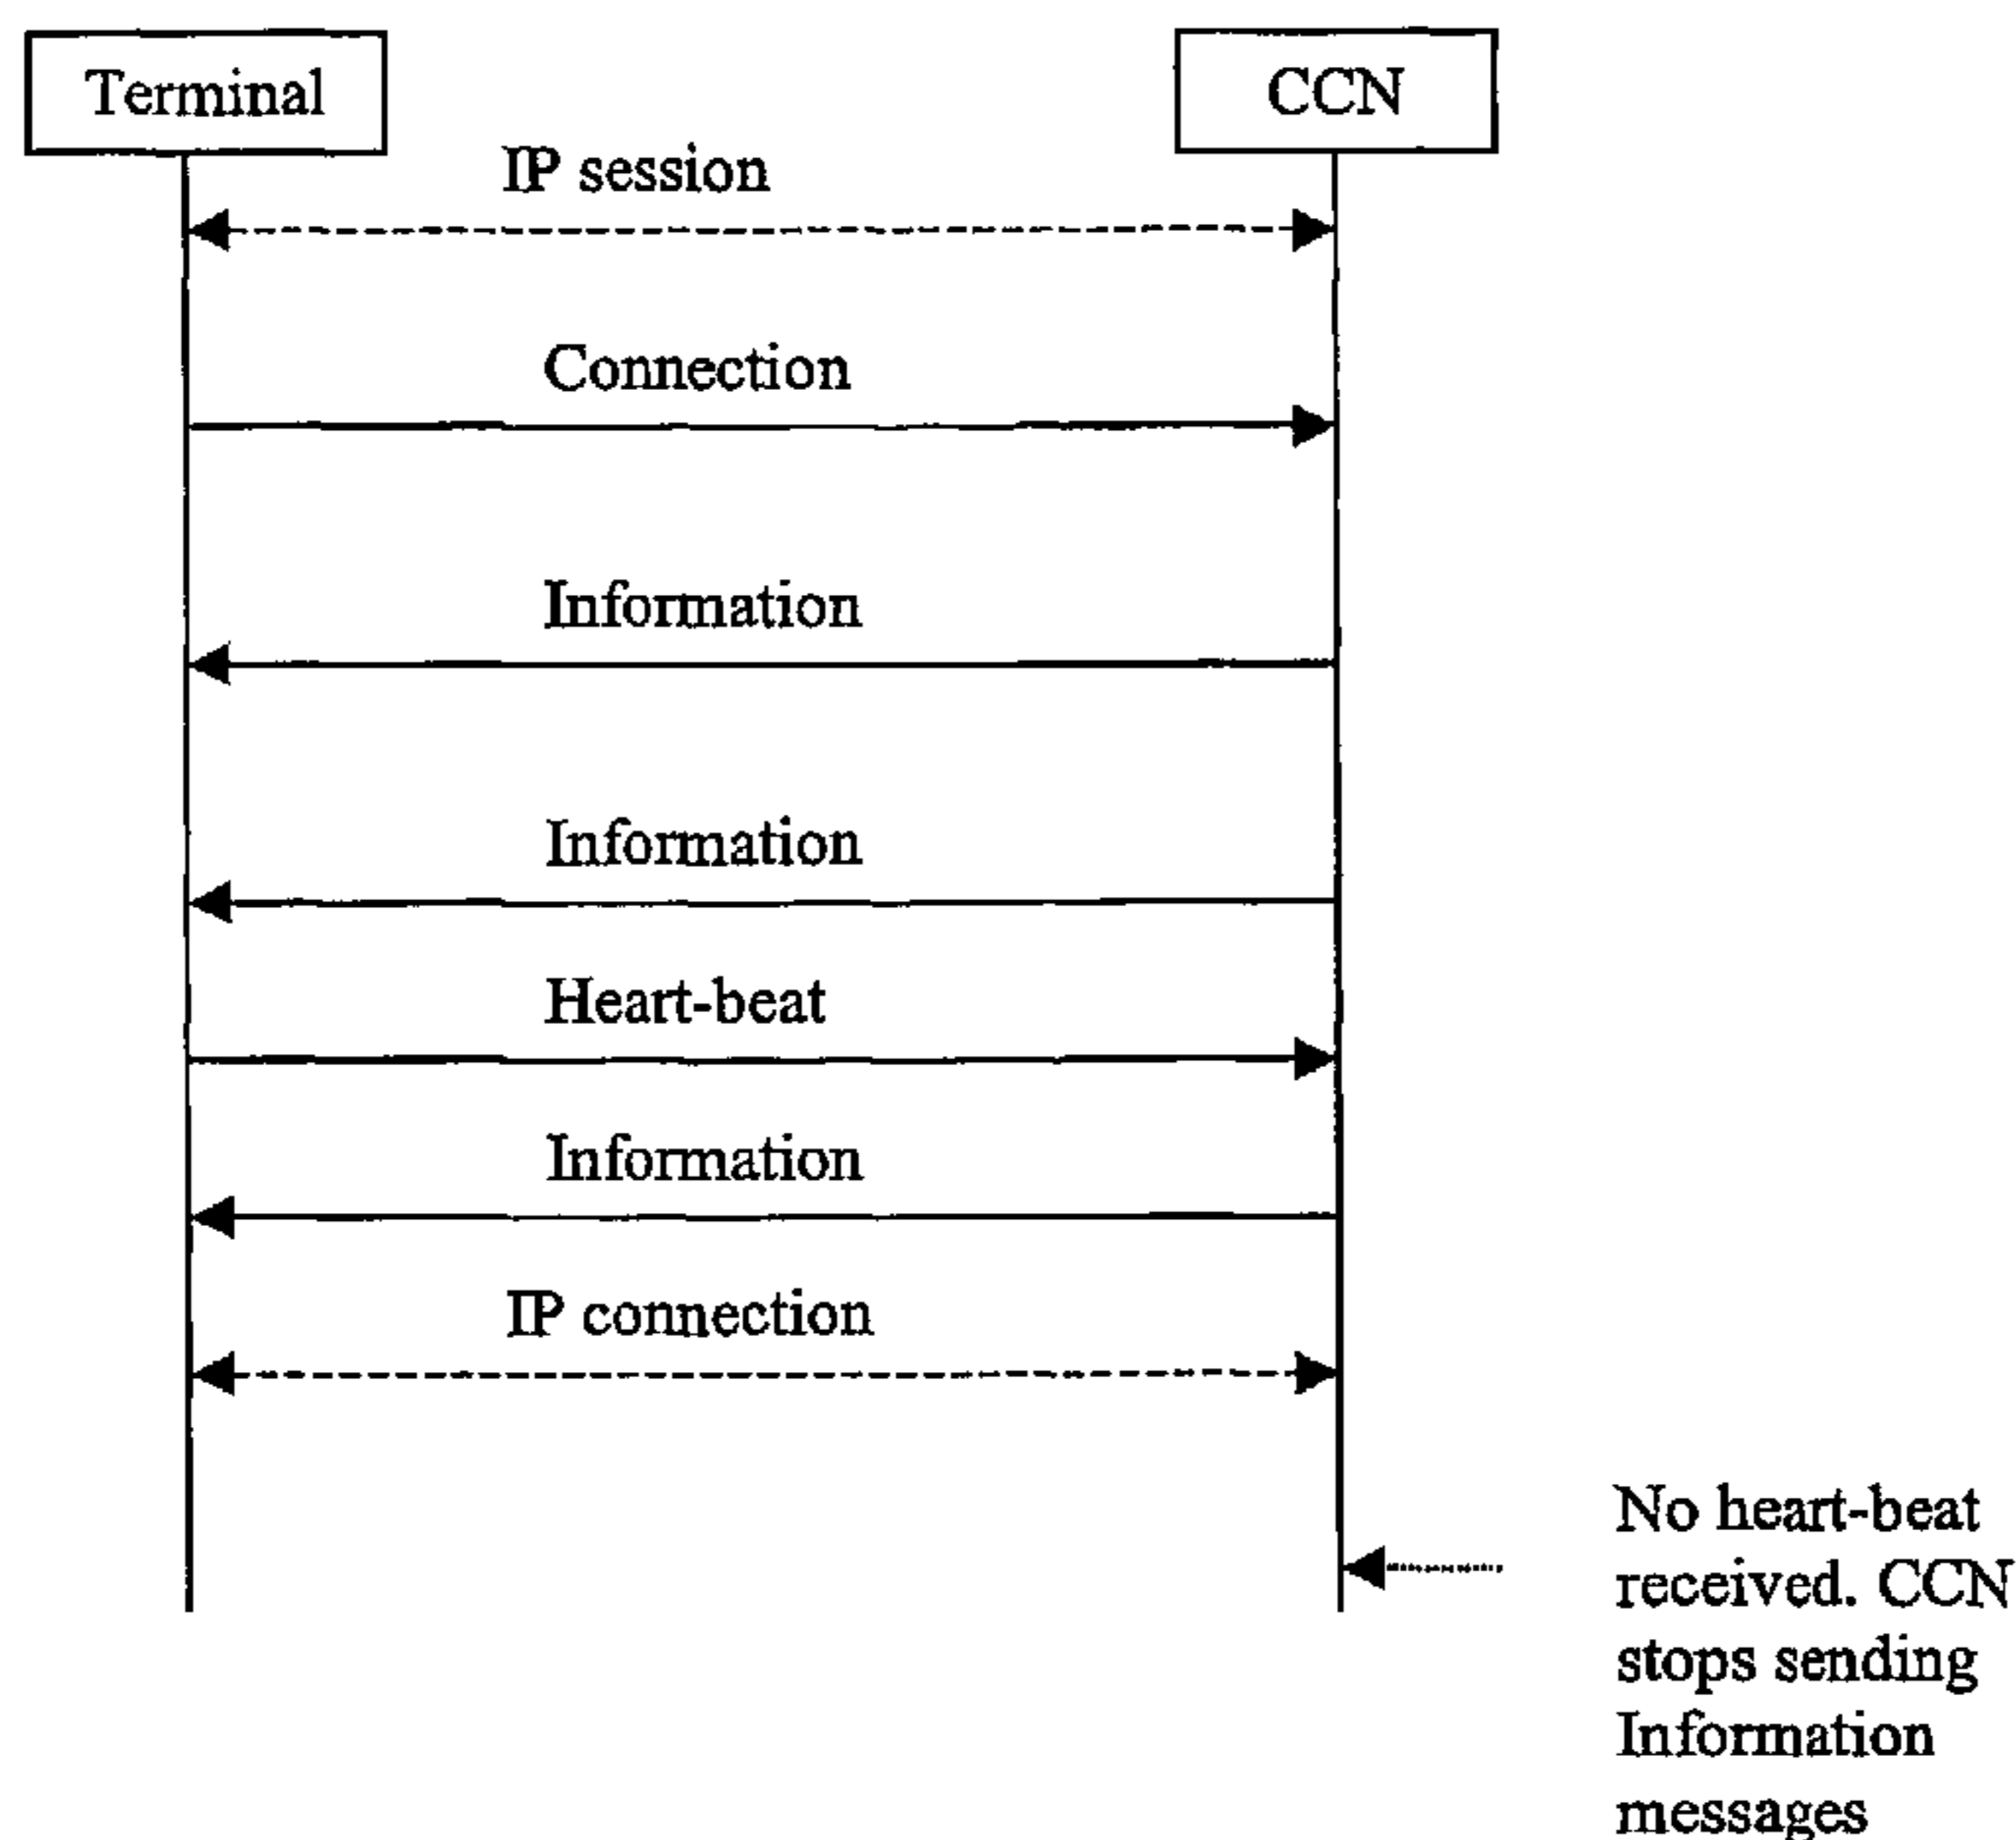 Terminal
CCN
IP session
Connection
Information
Information
Heart-beat
Information
IP connection
No heart-beat
received. CCN
stops sending
Information
messages